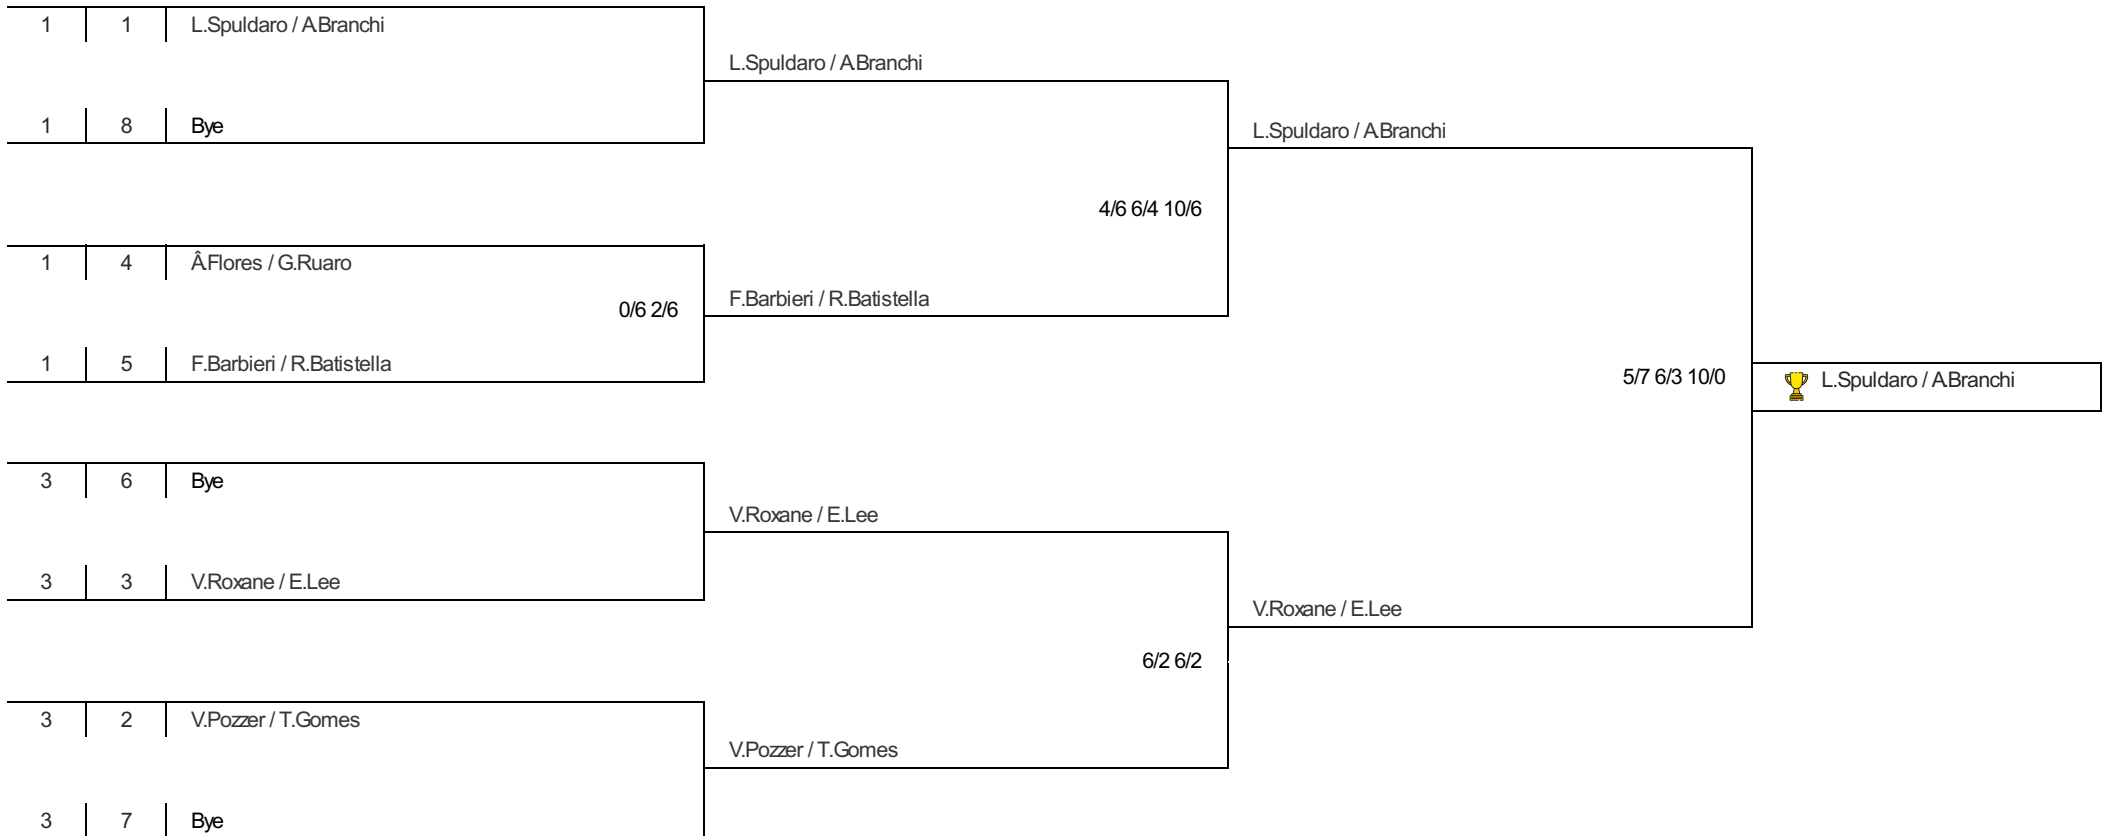 1 1 L.Spuldaro / A.Branchi
L.Spuldaro / A.Branchi
1 8 Bye
L.Spuldaro / A.Branchi
4/6 6/4 10/6
1 4 Â.Flores / G.Ruaro
F.Barbieri / R.Batistella
0/6 2/6
1 5 F.Barbieri / R.Batistella
5/7 6/3 10/0
L.Spuldaro / A.Branchi
3 6 Bye
V.Roxane / E.Lee
3 3 V.Roxane / E.Lee
V.Roxane / E.Lee
6/2 6/2
3 2 V.Pozzer / T.Gomes
V.Pozzer / T.Gomes
3 7 Bye